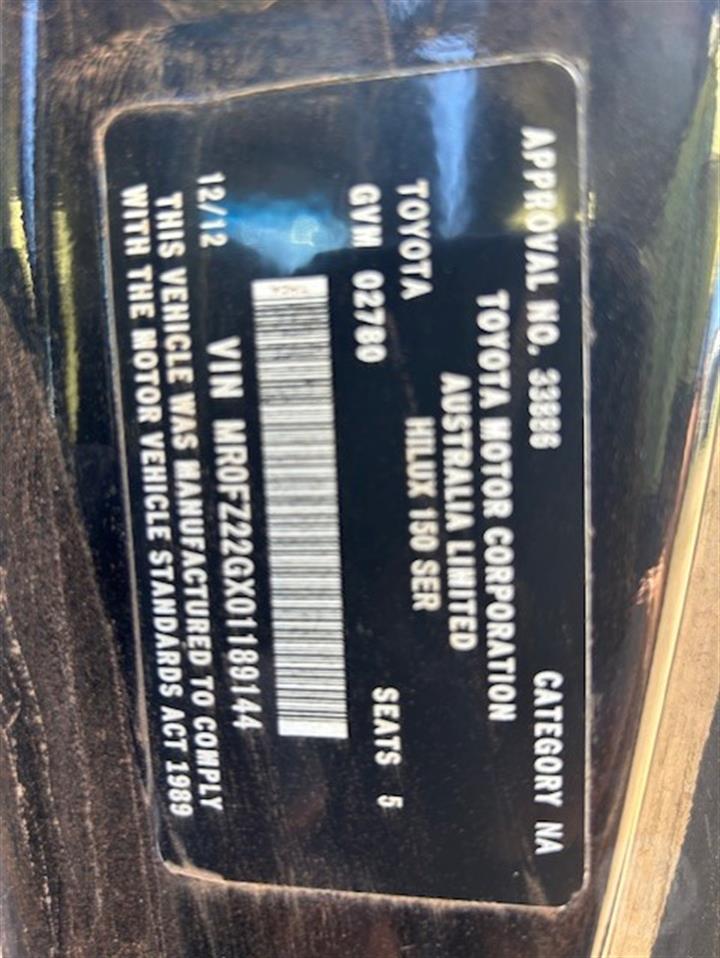 APPROVAL NO. 33886 CATEGORY NA
TOYOTA MOTOR CORPORATION
AUSTRALIA LIMITED
TOYOTA HILUX 150 SER
GVM 02780 SEATS 5
VIN MR0FZ22GX01189144
12/12
THIS VEHICLE WAS MANUFACTURED TO COMPLY
WITH THE MOTOR VEHICLE STANDARDS ACT 1989